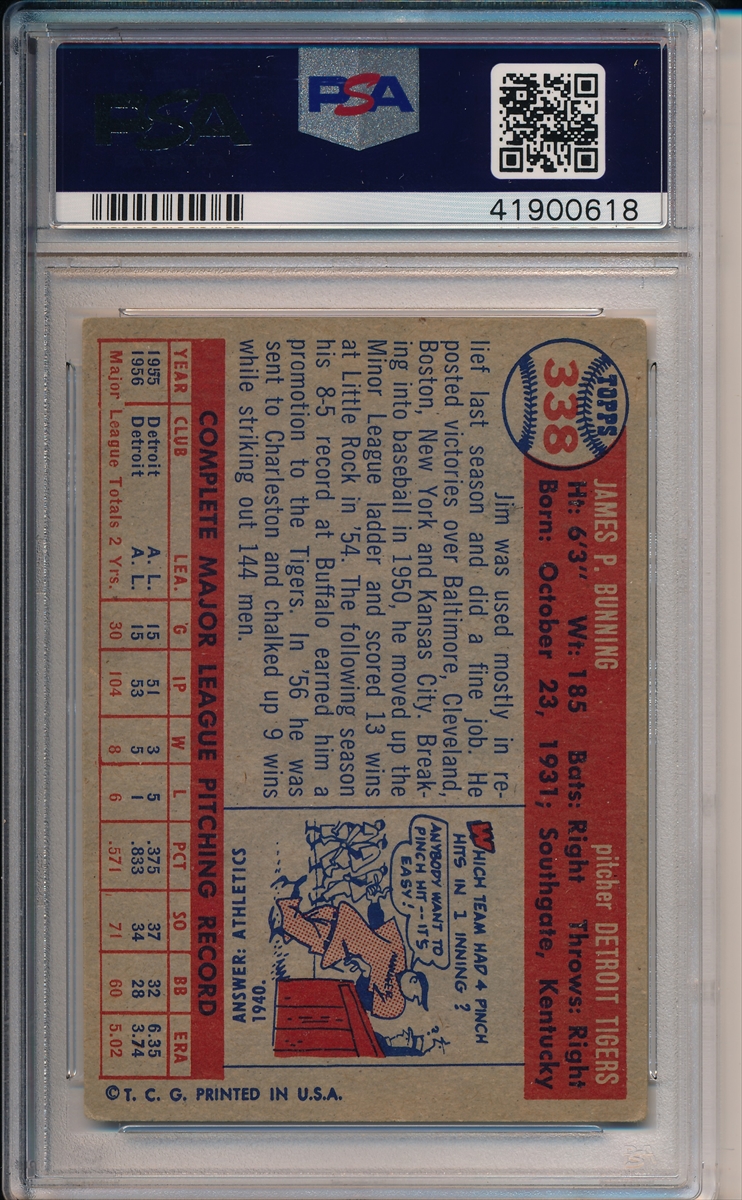 PSA
PSA
41900618
TOPPS
338
JAMES P. BUNNING pitcher DETROIT TIGERS
Ht: 6'3" Wt: 185 Bats: Right Throws: Right
Born: October 23, 1931; Southgate, Kentucky
Jim was used mostly in re-
lief last season and did a fine job. He
posted victories over Baltimore, Cleveland,
Boston, New York and Kansas City. Break-
ing into baseball in 1950, he moved up the
Minor League ladder and scored 13 wins
at Little Rock in '54. The following season
his 8-5 record at Buffalo earned him a
promotion to the Tigers. In '56 he was
sent to Charleston and chalked up 9 wins
while striking out 144 men.
WHICH TEAM HAD 4 PINCH
HITS IN 1 INNING?
ANYBODY WANT TO
PINCH HIT--IT'S
EASY!
ANSWER: ATHLETICS
1940.
COMPLETE MAJOR LEAGUE PITCHING RECORD
YEAR CLUB LEA. G IP W L PCT SO BB ERA
1955 Detroit A. L. 15 51 3 5 .375 37 32 6.35
1956 Detroit A. L. 15 53 5 1 .833 34 28 3.74
Major League Totals 2 Yrs. 30 104 8 6 .571 71 60 5.02
© T. C. G. PRINTED IN U.S.A.